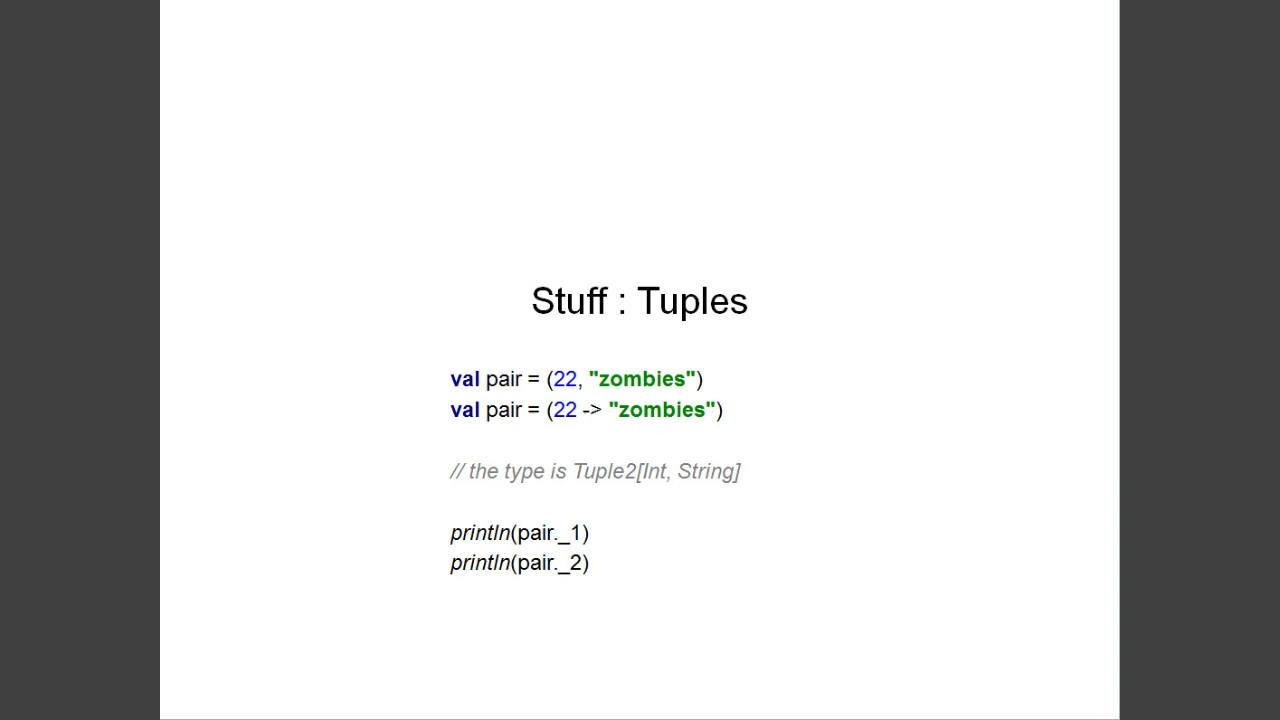 Stuff : Tuples
val pair = (22, "zombies")
val pair = (22 -> "zombies")
// the type is Tuple2[Int, String]
println(pair._1)
println(pair._2)